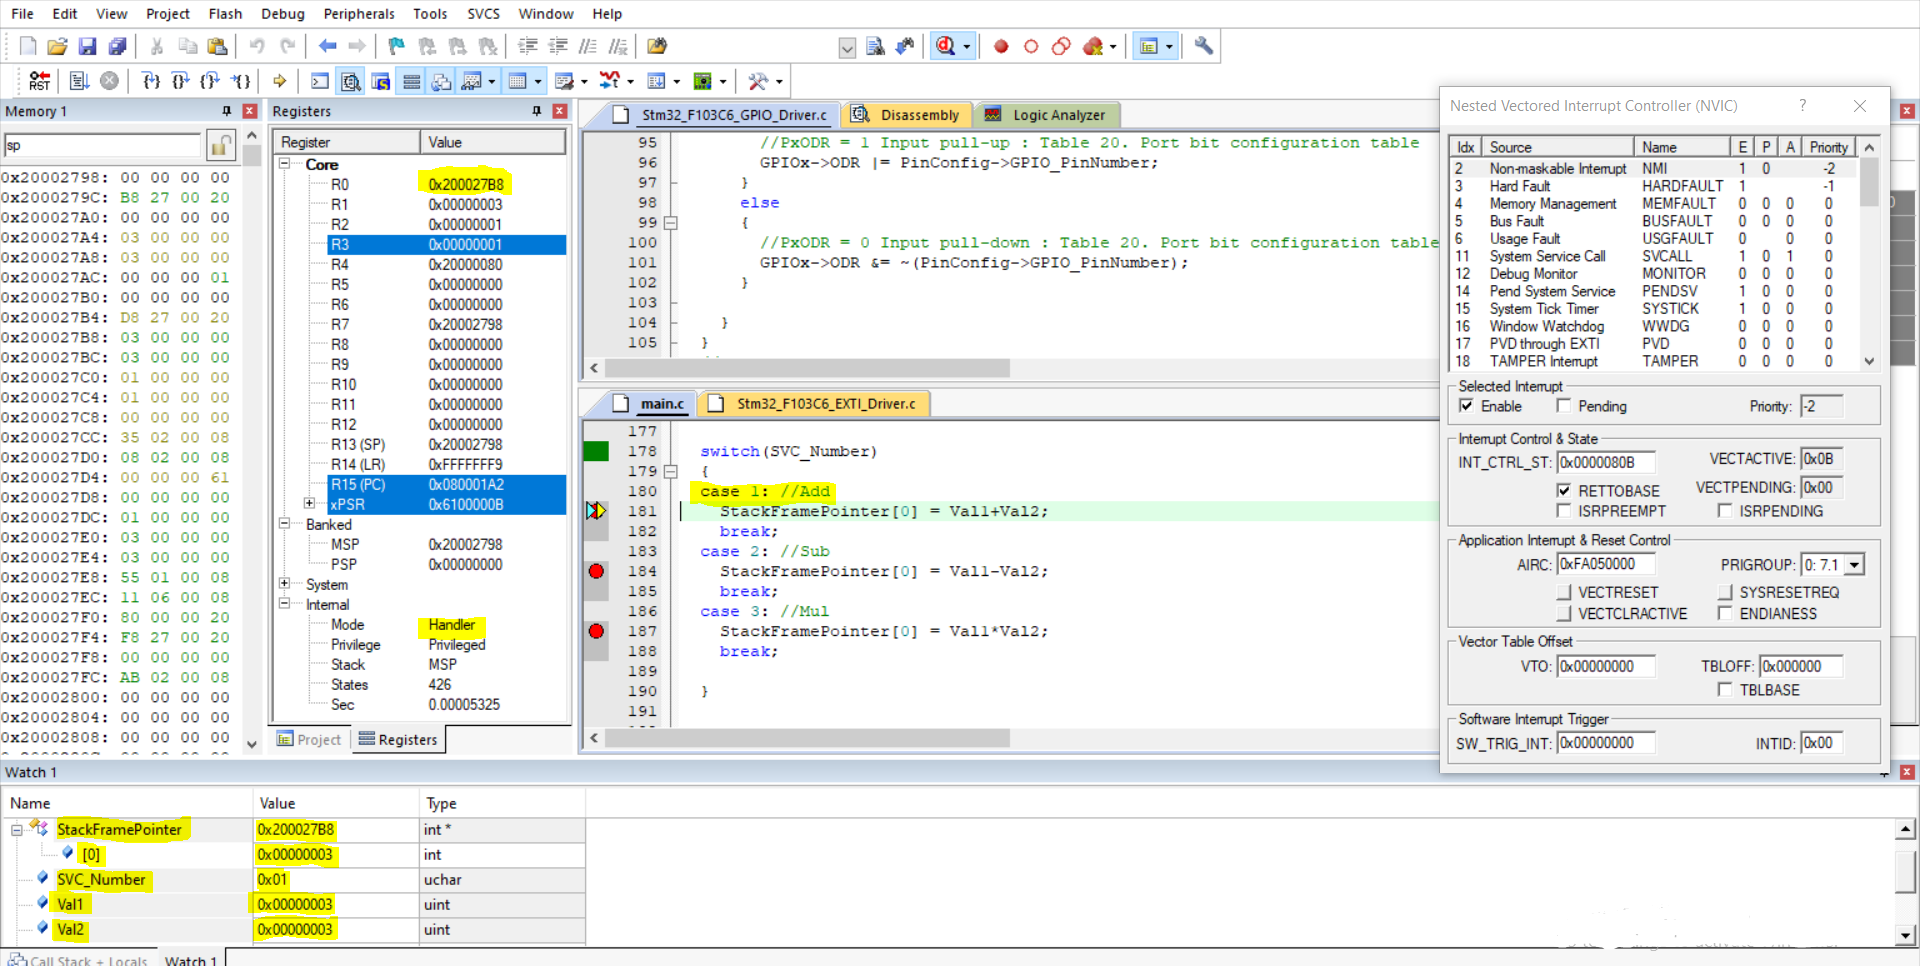 File Edit View Project Flash Debug Peripherals Tools SVCS Window Help
RST
Memory 1
sp
0x20002798: 00 00 00 00
0x2000279C: B8 27 00 20
0x200027A0: 00 00 00 00
0x200027A4: 03 00 00 00
0x200027A8: 03 00 00 00
0x200027AC: 00 00 00 01
0x200027B0: 00 00 00 00
0x200027B4: D8 27 00 20
0x200027B8: 03 00 00 00
0x200027BC: 03 00 00 00
0x200027C0: 01 00 00 00
0x200027C4: 01 00 00 00
0x200027C8: 00 00 00 00
0x200027CC: 35 02 00 08
0x200027D0: 08 02 00 08
0x200027D4: 00 00 00 61
0x200027D8: 00 00 00 00
0x200027DC: 01 00 00 00
0x200027E0: 03 00 00 00
0x200027E4: 03 00 00 00
0x200027E8: 55 01 00 08
0x200027EC: 11 06 00 08
0x200027F0: 80 00 00 20
0x200027F4: F8 27 00 20
0x200027F8: 00 00 00 00
0x200027FC: AB 02 00 08
0x20002800: 00 00 00 00
0x20002804: 00 00 00 00
0x20002808: 00 00 00 00
Registers
Register Value
Core
R0 0x200027B8
R1 0x00000003
R2 0x00000001
R3 0x00000001
R4 0x20000080
R5 0x00000000
R6 0x00000000
R7 0x20002798
R8 0x00000000
R9 0x00000000
R10 0x00000000
R11 0x00000000
R12 0x00000000
R13 (SP) 0x20002798
R14 (LR) 0xFFFFFFF9
R15 (PC) 0x080001A2
xPSR 0x6100000B
Banked
MSP 0x20002798
PSP 0x00000000
System
Internal
Mode Handler
Privilege Privileged
Stack MSP
States 426
Sec 0.00005325
Project Registers
Stm32_F103C6_GPIO_Driver.c Disassembly Logic Analyzer
95 //PxODR = 1 Input pull-up : Table 20. Port bit configuration table
96 GPIOx->ODR |= PinConfig->GPIO_PinNumber;
97 }
98 else
99 {
100 //PxODR = 0 Input pull-down : Table 20. Port bit configuration table
101 GPIOx->ODR &= ~(PinConfig->GPIO_PinNumber);
102 }
103
104 }
105 }
main.c Stm32_F103C6_EXTI_Driver.c
177
178 switch(SVC_Number)
179 {
180 case 1: //Add
181 StackFramePointer[0] = Val1+Val2;
182 break;
183 case 2: //Sub
184 StackFramePointer[0] = Val1-Val2;
185 break;
186 case 3: //Mul
187 StackFramePointer[0] = Val1*Val2;
188 break;
189
190 }
191
Nested Vectored Interrupt Controller (NVIC) ?
Idx Source Name E P A Priority
2 Non-maskable Interrupt NMI 1 0 -2
3 Hard Fault HARDFAULT 1 -1
4 Memory Management MEMFAULT 0 0 0 0
5 Bus Fault BUSFAULT 0 0 0 0
6 Usage Fault USGFAULT 0 0 0
11 System Service Call SVCALL 1 0 1 0
12 Debug Monitor MONITOR 0 0 0 0
14 Pend System Service PENDSV 1 0 0 0
15 System Tick Timer SYSTICK 1 0 0 0
16 Window Watchdog WWDG 0 0 0 0
17 PVD through EXTI PVD 0 0 0 0
18 TAMPER Interrupt TAMPER 0 0 0 0
Selected Interrupt
Enable Pending Priority: -2
Interrupt Control & State
INT_CTRL_ST: 0x0000080B VECTACTIVE: 0x0B
RETTOBASE VECTPENDING: 0x00
ISRPREEMPT ISRPENDING
Application Interrupt & Reset Control
AIRC: 0xFA050000 PRIGROUP: 0: 7.1
VECTRESET SYSRESETREQ
VECTCLRACTIVE ENDIANESS
Vector Table Offset
VTO: 0x00000000 TBLOFF: 0x000000
TBLBASE
Software Interrupt Trigger
SW_TRIG_INT: 0x00000000 INTID: 0x00
Watch 1
Name Value Type
StackFramePointer 0x200027B8 int *
[0] 0x00000003 int
SVC_Number 0x01 uchar
Val1 0x00000003 uint
Val2 0x00000003 uint
Call Stack + Locals Watch 1